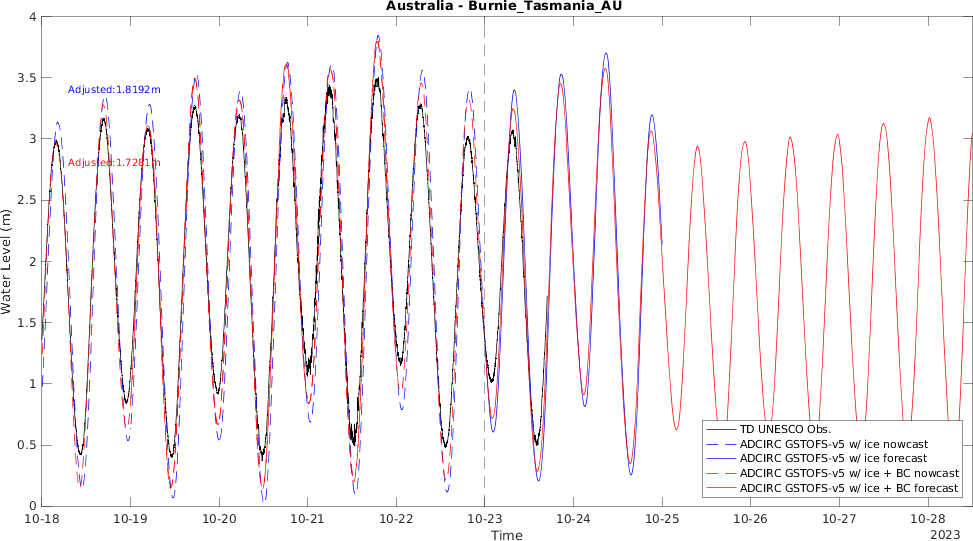 Australia - Burnie_Tasmania_AU
4
3.5
3
2.5
2
1.5
1
0.5
0
Water Level (m)
Adjusted:1.8192m
Adjusted:1.7281m
TD UNESCO Obs.
ADCIRC GSTOFS-v5 w/ ice nowcast
ADCIRC GSTOFS-v5 w/ ice forecast
ADCIRC GSTOFS-v5 w/ ice + BC nowcast
ADCIRC GSTOFS-v5 w/ ice + BC forecast
10-18 10-19 10-20 10-21 10-22 10-23 10-24 10-25 10-26 10-27 10-28
2023
Time